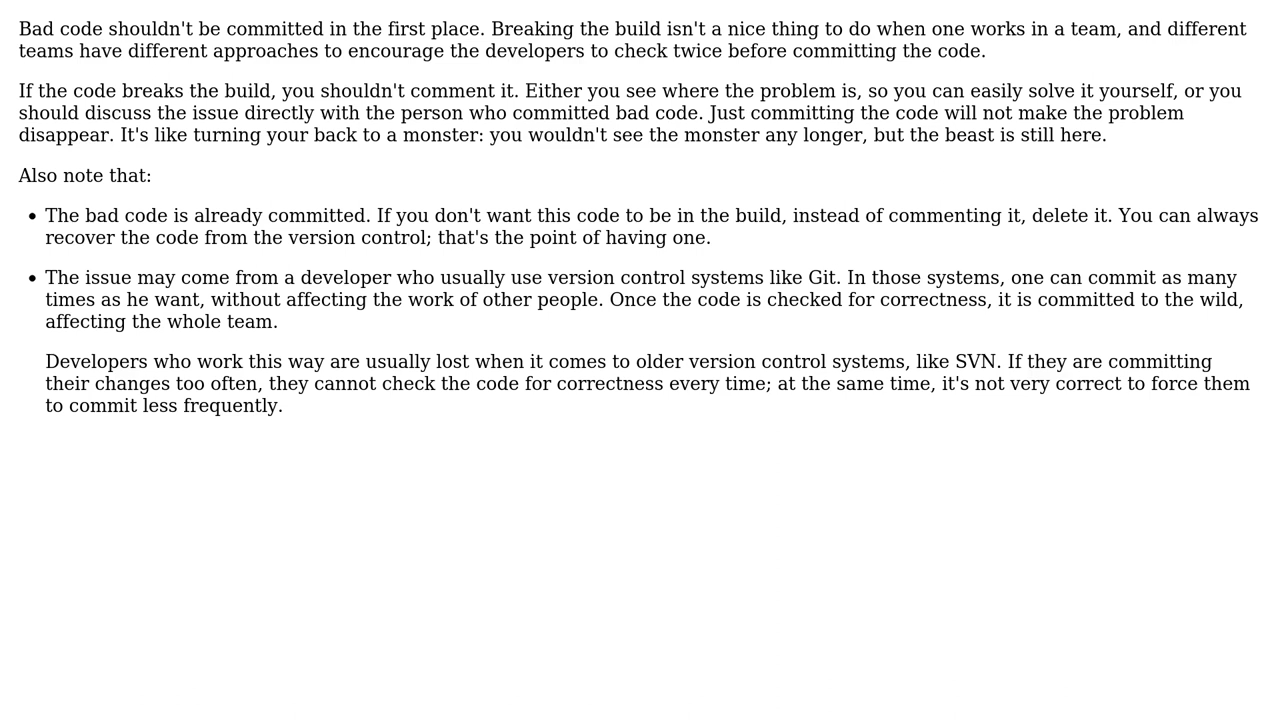 Bad code shouldn't be committed in the first place. Breaking the build isn't a nice thing to do when one works in a team, and different
teams have different approaches to encourage the developers to check twice before committing the code.
If the code breaks the build, you shouldn't comment it. Either you see where the problem is, so you can easily solve it yourself, or you
should discuss the issue directly with the person who committed bad code. Just committing the code will not make the problem
disappear. It's like turning your back to a monster: you wouldn't see the monster any longer, but the beast is still here.
Also note that:
• The bad code is already committed. If you don't want this code to be in the build, instead of commenting it, delete it. You can always
recover the code from the version control; that's the point of having one.
• The issue may come from a developer who usually use version control systems like Git. In those systems, one can commit as many
times as he want, without affecting the work of other people. Once the code is checked for correctness, it is committed to the wild,
affecting the whole team.
Developers who work this way are usually lost when it comes to older version control systems, like SVN. If they are committing
their changes too often, they cannot check the code for correctness every time; at the same time, it's not very correct to force them
to commit less frequently.